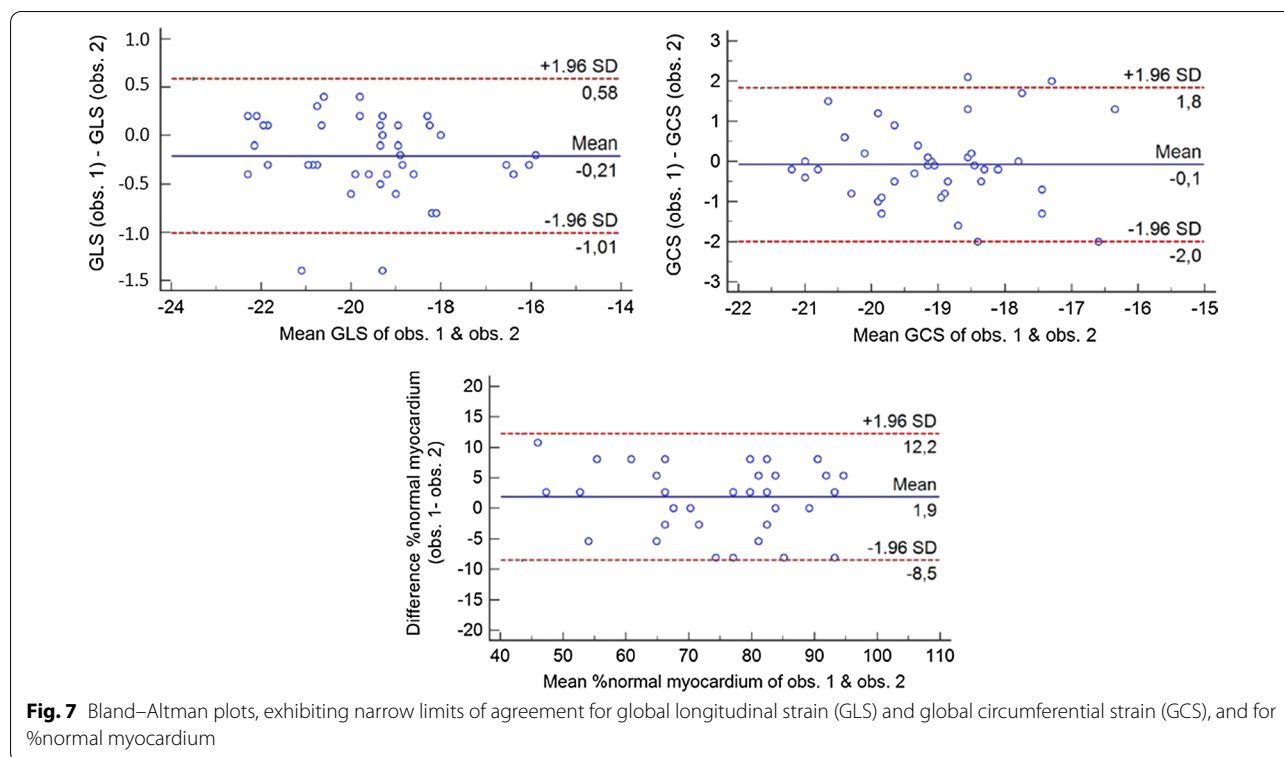 1.0
0.5
0.0
-0.5
-1.0
-1.5
GLS (obs. 1) - GLS (obs. 2)
+1.96 SD
0,58
Mean
-0,21
-1.96 SD
-1,01
-24 -22 -20 -18 -16 -14
Mean GLS of obs. 1 & obs. 2
3
2
1
0
-1
-2
-3
GCS (obs. 1) - GCS (obs. 2)
+1.96 SD
1,8
Mean
-0,1
-1.96 SD
-2,0
-22 -21 -20 -19 -18 -17 -16 -15
Mean GCS of obs. 1 & obs. 2
20
15
10
5
0
-5
-10
-15
-20
Difference %normal myocardium
(obs. 1- obs. 2)
+1.96 SD
12,2
Mean
1,9
-1.96 SD
-8,5
40 50 60 70 80 90 100 110
Mean %normal myocardium of obs. 1 & obs. 2
Fig. 7 Bland–Altman plots, exhibiting narrow limits of agreement for global longitudinal strain (GLS) and global circumferential strain (GCS), and for
%normal myocardium